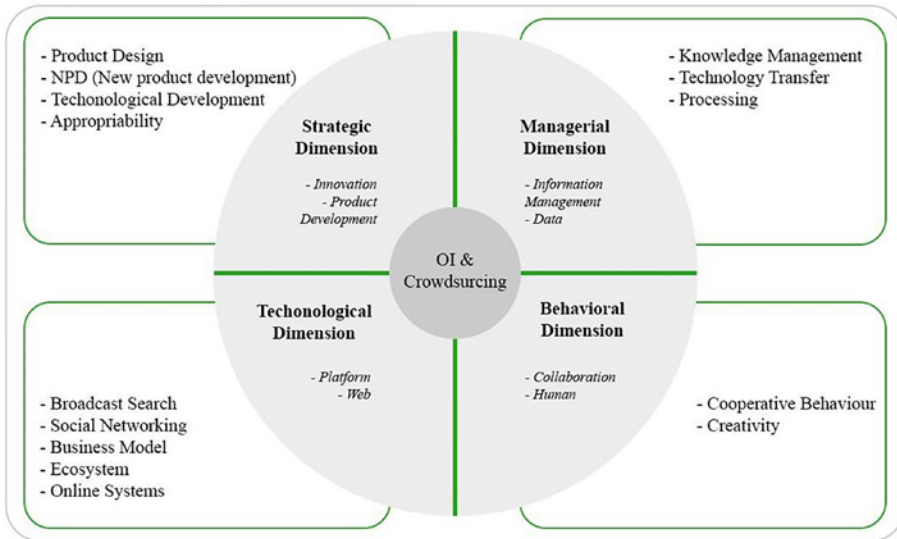 - Product Design
- NPD (New product development)
- Techonological Development
- Appropriability
- Knowledge Management
- Technology Transfer
- Processing
Strategic
Dimension
- Innovation
- Product
Development
Managerial
Dimension
- Information
Management
- Data
OI &
Crowdsurcing
Techonological
Dimension
- Platform
- Web
Behavioral
Dimension
- Collaboration
- Human
- Broadcast Search
- Social Networking
- Business Model
- Ecosystem
- Online Systems
- Cooperative Behaviour
- Creativity